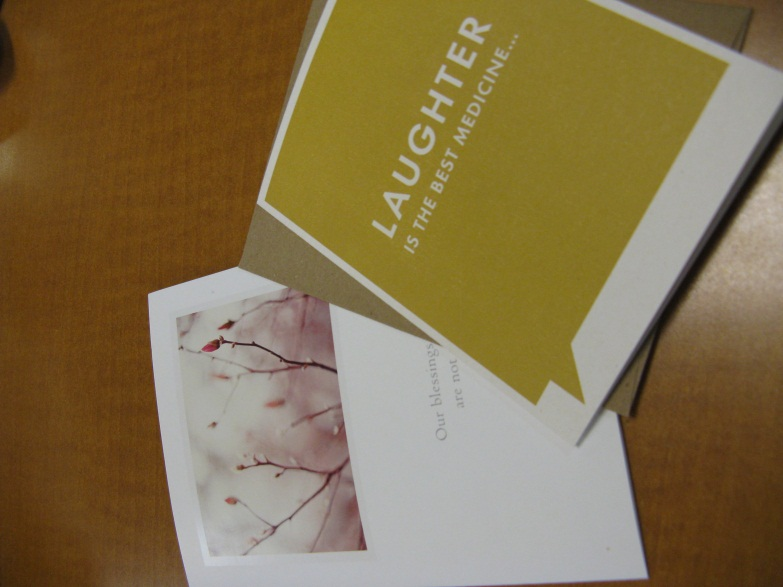 LAUGHTER
IS THE BEST MEDICINE...
Our blessings
are not